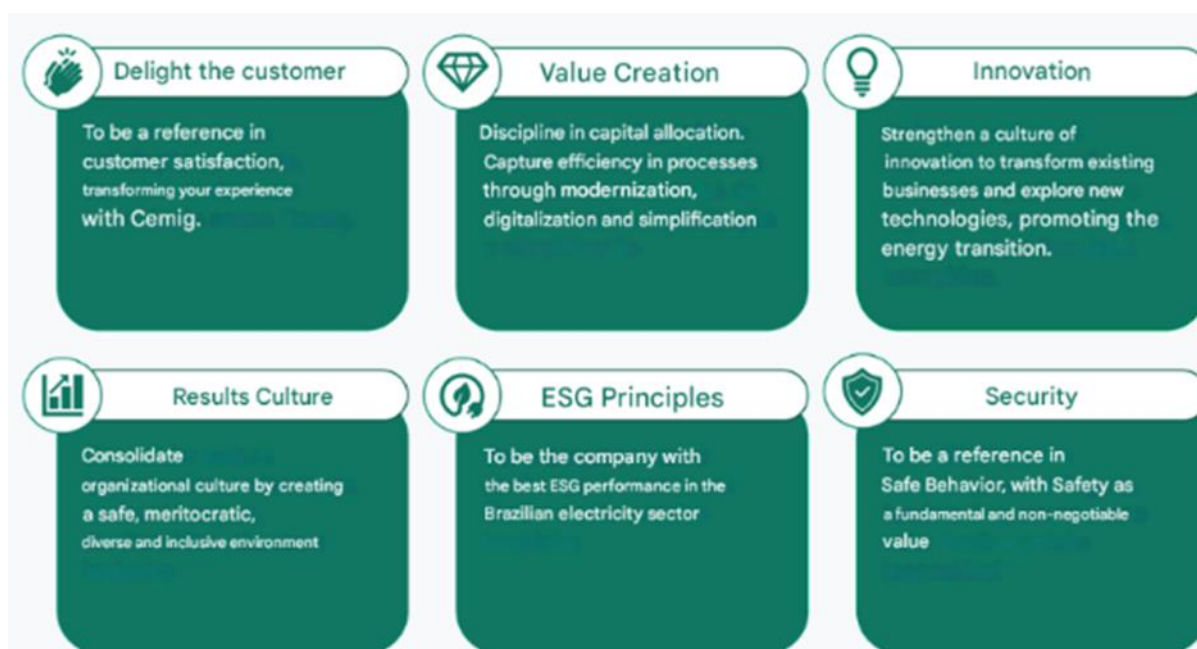 Delight the customer
To be a reference in
customer satisfaction,
transforming your experience
with Cemig.
Value Creation
Discipline in capital allocation.
Capture efficiency in processes
through modernization,
digitalization and simplification
Innovation
Strengthen a culture of
innovation to transform existing
businesses and explore new
technologies, promoting the
energy transition.
Results Culture
Consolidate
organizational culture by creating
a safe, meritocratic,
diverse and inclusive environment
ESG Principles
To be the company with
the best ESG performance in the
Brazilian electricity sector
Security
To be a reference in
Safe Behavior, with Safety as
a fundamental and non-negotiable
value